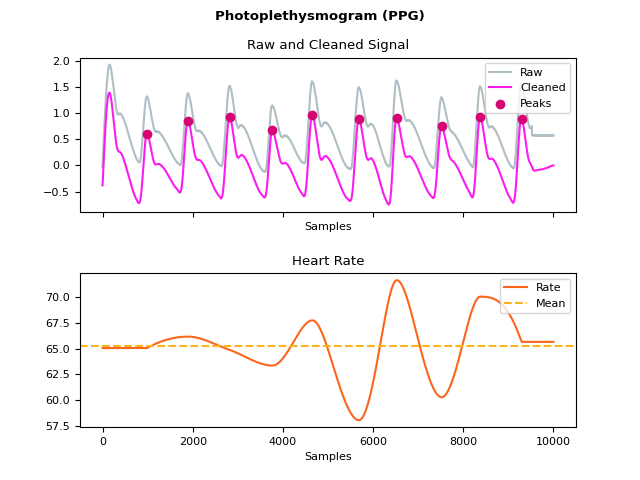 Photoplethysmogram (PPG)
Raw and Cleaned Signal
2.0
1.5
1.0
0.5
0.0
−0.5
Raw
Cleaned
Peaks
Samples
Heart Rate
70.0
67.5
65.0
62.5
60.0
57.5
Rate
Mean
0 2000 4000 6000 8000 10000
Samples